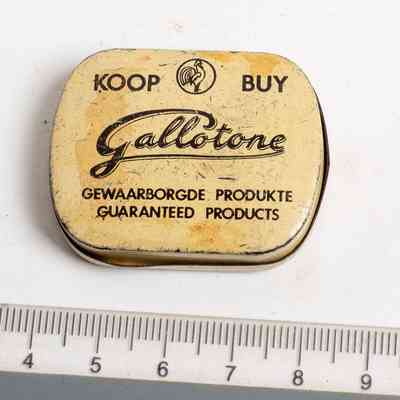 KOOP BUY
Gallotone
GEWAARBORGDE PRODUKTE
GUARANTEED PRODUCTS
4 5 6 7 8 9